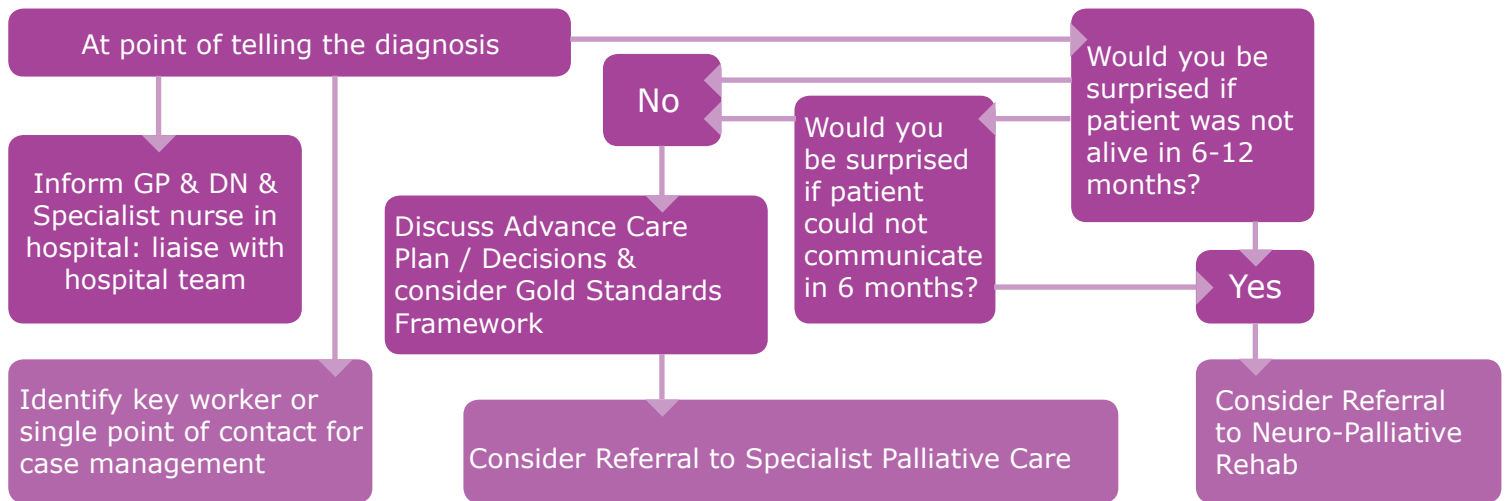 At point of telling the diagnosis
Would you be
surprised if
patient was not
alive in 6-12
months?
No
Would you
be surprised
if patient
could not
communicate
in 6 months?
Inform GP & DN &
Specialist nurse in
hospital: liaise with
hospital team
Discuss Advance Care
Plan / Decisions &
consider Gold Standards
Framework
Yes
Identify key worker or
single point of contact for
case management
Consider Referral to Specialist Palliative Care
Consider Referral
to Neuro-Palliative
Rehab